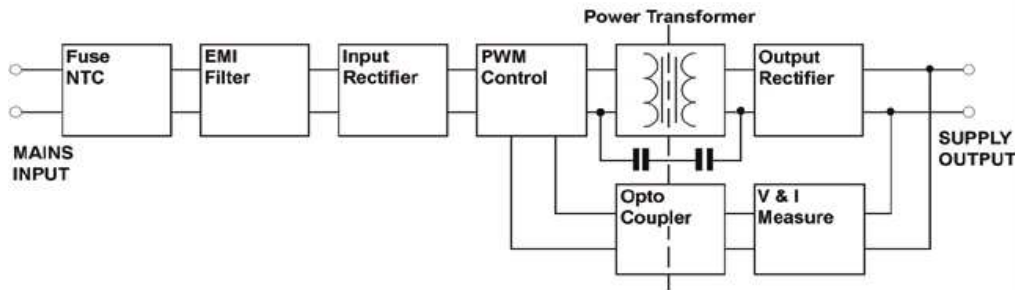 Power Transformer
Fuse
NTC
EMI
Filter
Input
Rectifier
PWM
Control
Output
Rectifier
MAINS
INPUT
SUPPLY
OUTPUT
Opto
Coupler
V & I
Measure